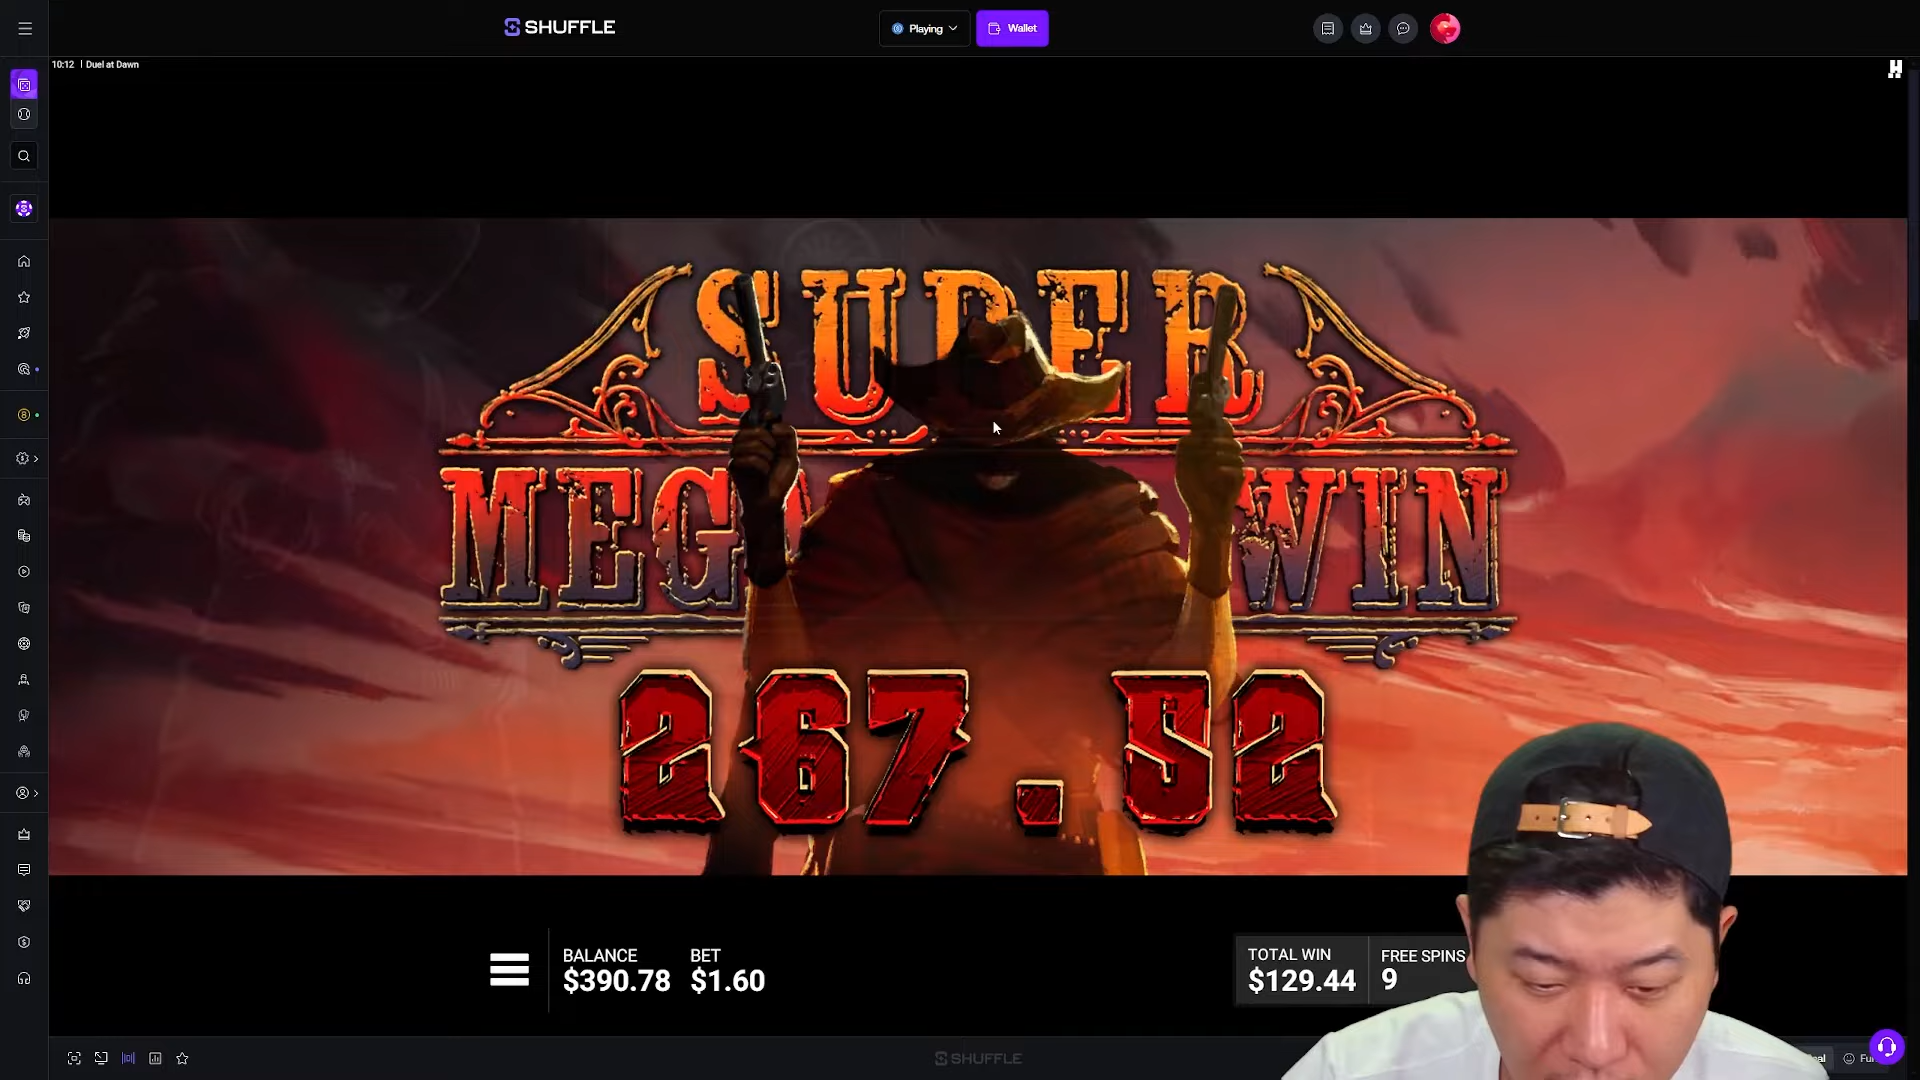 SHUFFLE
Playing
Wallet
10:12 | Duel at Dawn
SUPER
MEGA WIN
267.52
BALANCE
$390.78
BET
$1.60
TOTAL WIN
$129.44
FREE SPINS
9
SHUFFLE